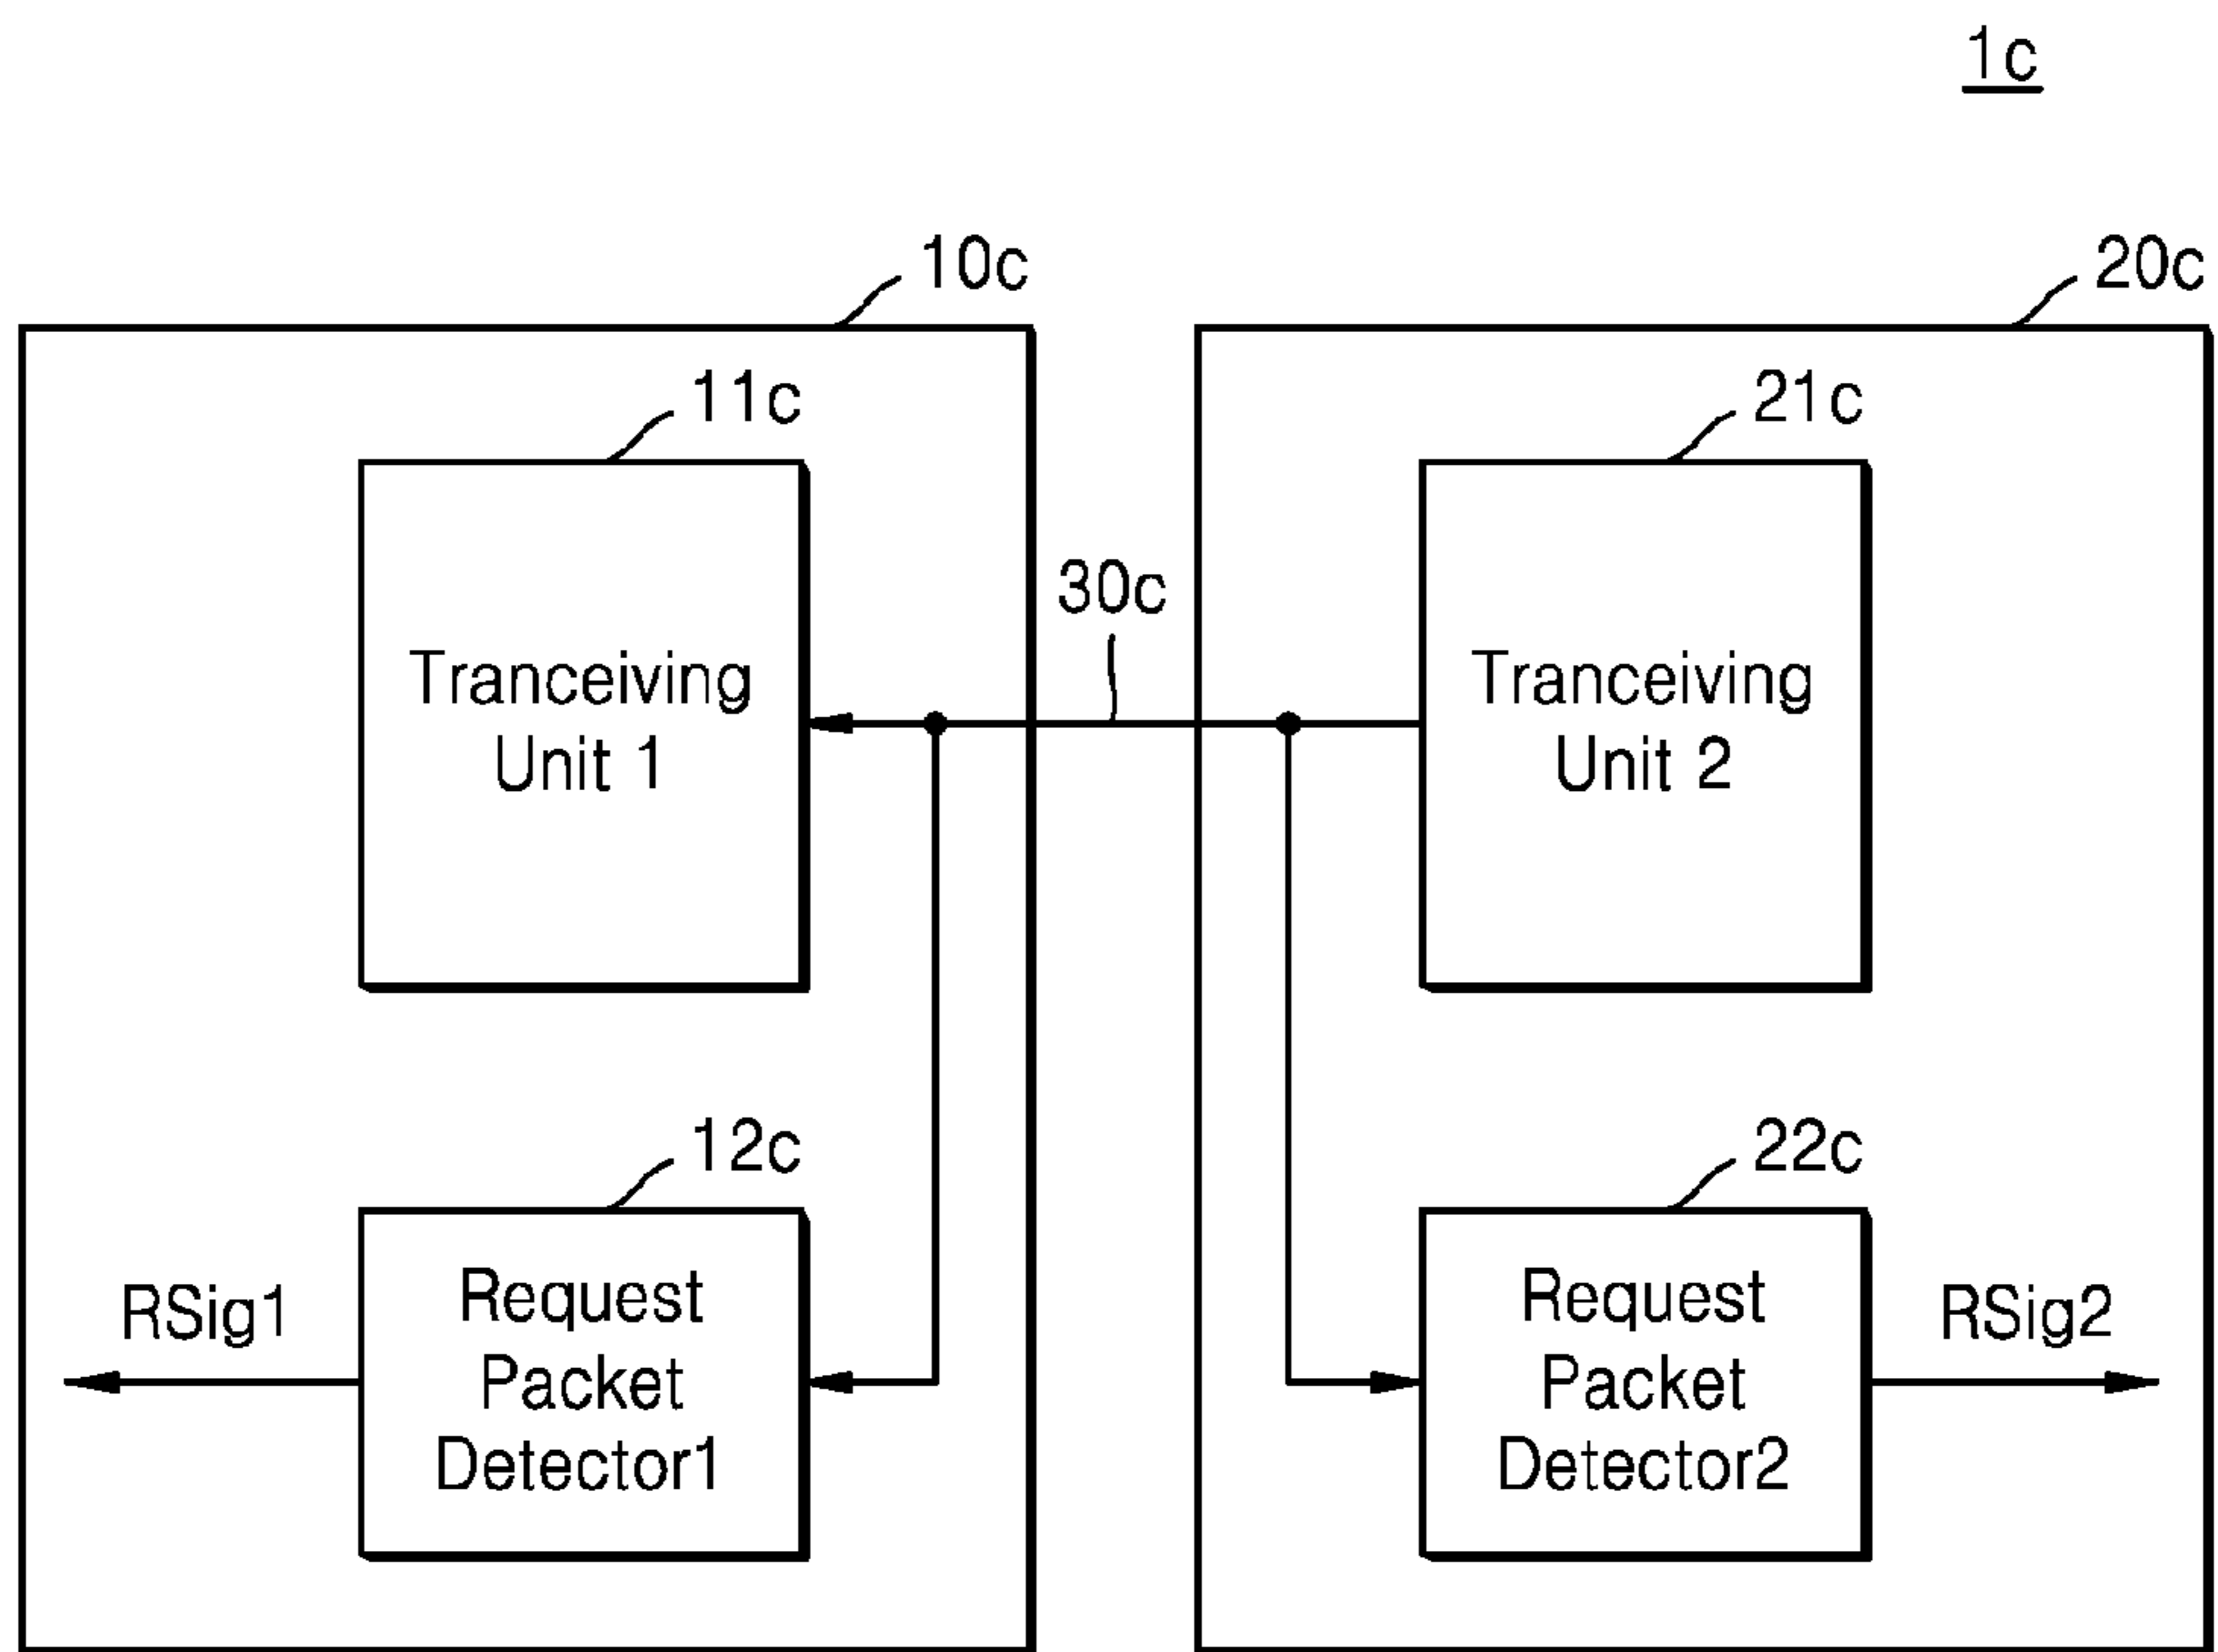 1c
10c
20c
11c
21c
30c
Tranceiving
Unit 1
Tranceiving
Unit 2
12c
22c
RSig1
Request
Packet
Detector1
Request
Packet
Detector2
RSig2